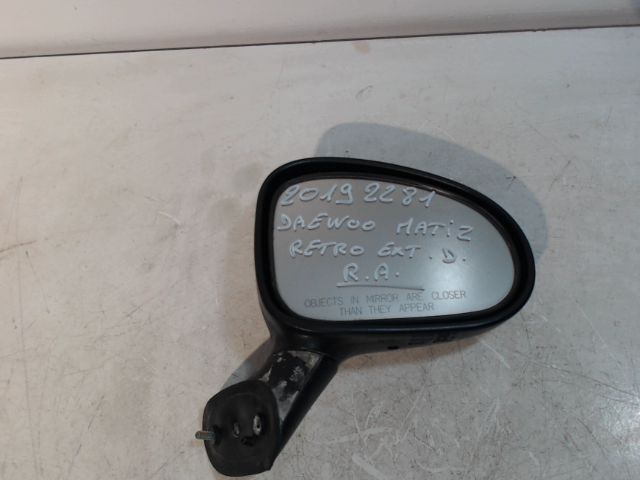 20192281
DAEWOO MATiZ
RETRO EXT. D.
R.A.
OBJECTS IN MIRROR ARE CLOSER
THAN THEY APPEAR